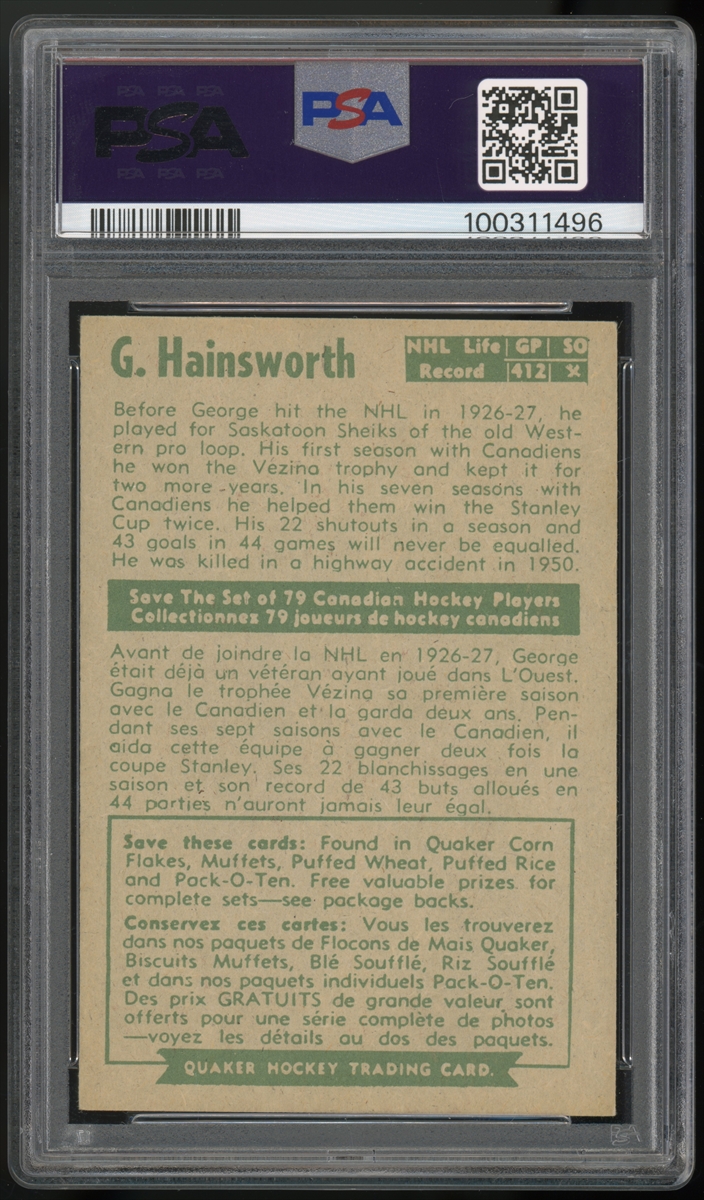 PSA PSA PSA
PSA
PSA PSA PSA
PSA
100311496
G. Hainsworth
NHL Life GP SO
Record 412 X
Before George hit the NHL in 1926-27, he
played for Saskatoon Sheiks of the old West-
ern pro loop. His first season with Canadiens
he won the Vézina trophy and kept it for
two more years. In his seven seasons with
Canadiens he helped them win the Stanley
Cup twice. His 22 shutouts in a season and
43 goals in 44 games will never be equalled.
He was killed in a highway accident in 1950.
Save The Set of 79 Canadian Hockey Players
Collectionnez 79 joueurs de hockey canadiens
Avant de joindre la NHL en 1926-27, George
était déjà un vétéran ayant joué dans L'Ouest.
Gagna le trophée Vézina sa première saison
avec le Canadien et la garda deux ans. Pen-
dant ses sept saisons avec le Canadien, il
aida cette équipe à gagner deux fois la
coupe Stanley. Ses 22 blanchissages en une
saison et son record de 43 buts alloués en
44 parties n'auront jamais leur égal.
Save these cards: Found in Quaker Corn
Flakes, Muffets, Puffed Wheat, Puffed Rice
and Pack-O-Ten. Free valuable prizes for
complete sets—see package backs.
Conservez ces cartes: Vous les trouverez
dans nos paquets de Flocons de Mais Quaker,
Biscuits Muffets, Blé Soufflé, Riz Soufflé
et dans nos paquets individuels Pack-O-Ten.
Des prix GRATUITS de grande valeur sont
offerts pour une série complète de photos
—voyez les détails au dos des paquets.
QUAKER HOCKEY TRADING CARD.